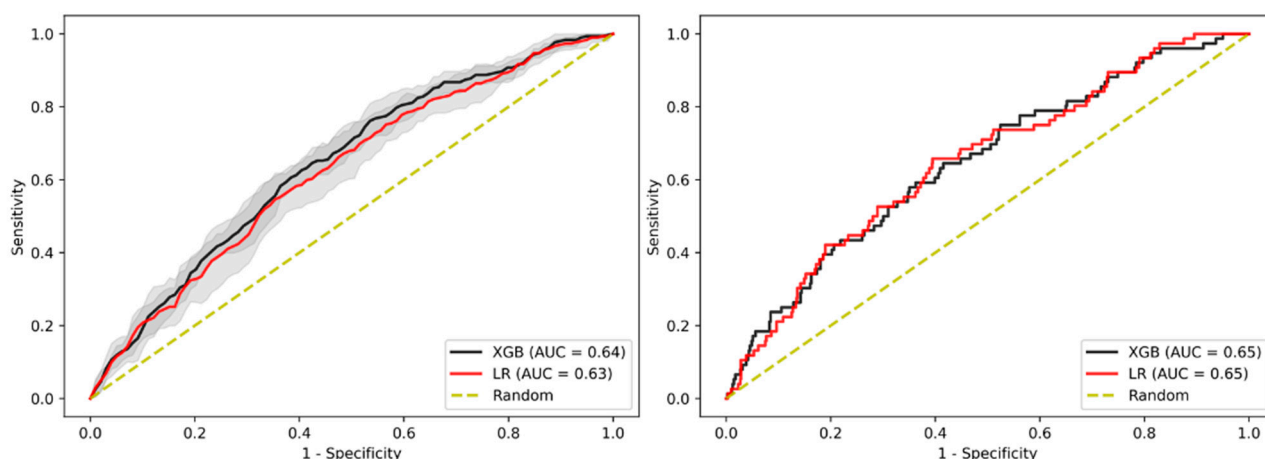 1.0
0.8
0.6
0.4
0.2
0.0
Sensitivity
XGB (AUC = 0.64)
LR (AUC = 0.63)
Random
0.0 0.2 0.4 0.6 0.8 1.0
1 - Specificity
1.0
0.8
0.6
0.4
0.2
0.0
Sensitivity
XGB (AUC = 0.65)
LR (AUC = 0.65)
Random
0.0 0.2 0.4 0.6 0.8 1.0
1 - Specificity